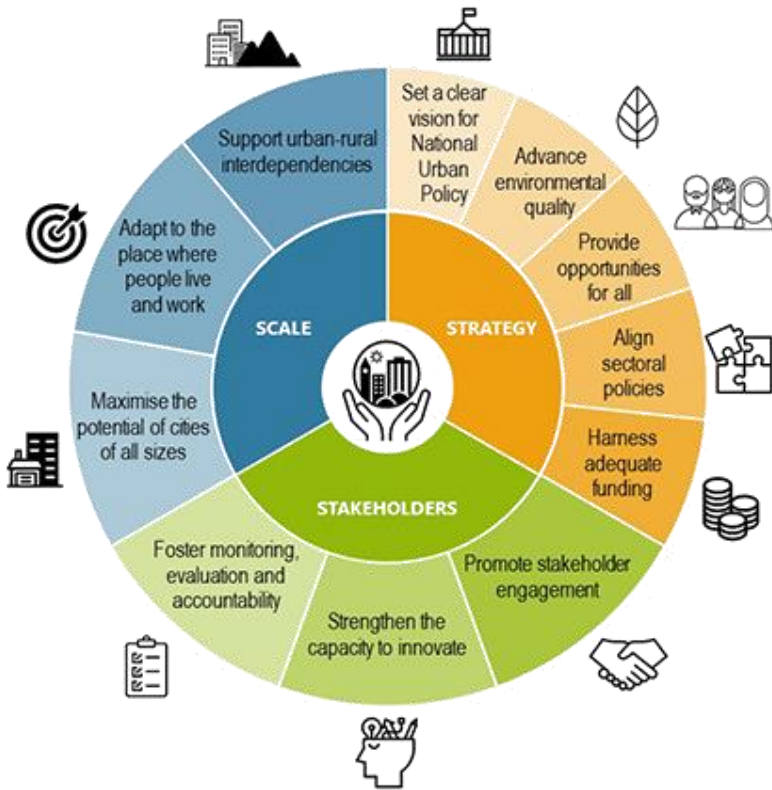 Support urban-rural
interdependencies
Adapt to the
place where
people live
and work
Maximise the
potential of cities
of all sizes
SCALE
Set a clear
vision for
National
Urban
Policy
Advance
environmental
quality
Provide
opportunities
for all
Align
sectoral
policies
Harness
adequate
funding
STRATEGY
STAKEHOLDERS
Promote stakeholder
engagement
Strengthen the
capacity to innovate
Foster monitoring,
evaluation and
accountability